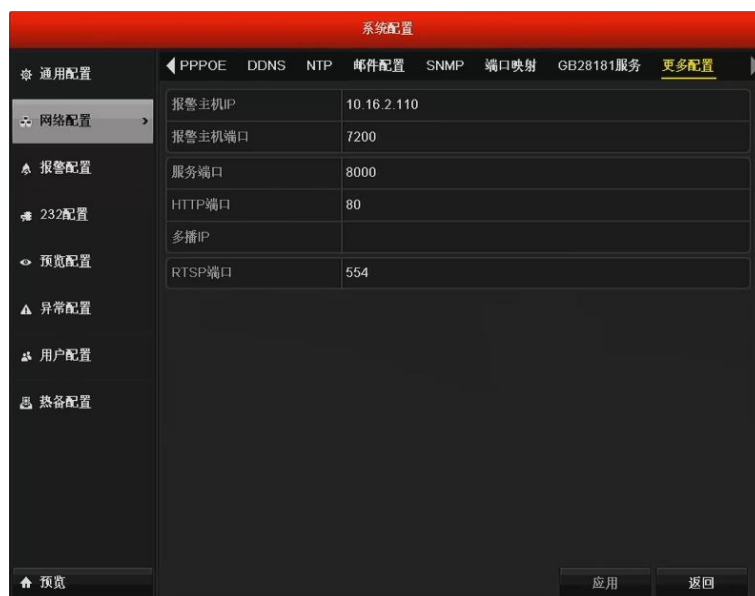 系统配置
通用配置
网络配置
报警配置
232配置
预览配置
异常配置
用户配置
热备配置
预览
PPPOE DDNS NTP 邮件配置 SNMP 端口映射 GB28181服务 更多配置
报警主机IP 10.16.2.110
报警主机端口 7200
服务端口 8000
HTTP端口 80
多播IP
RTSP端口 554
应用 返回